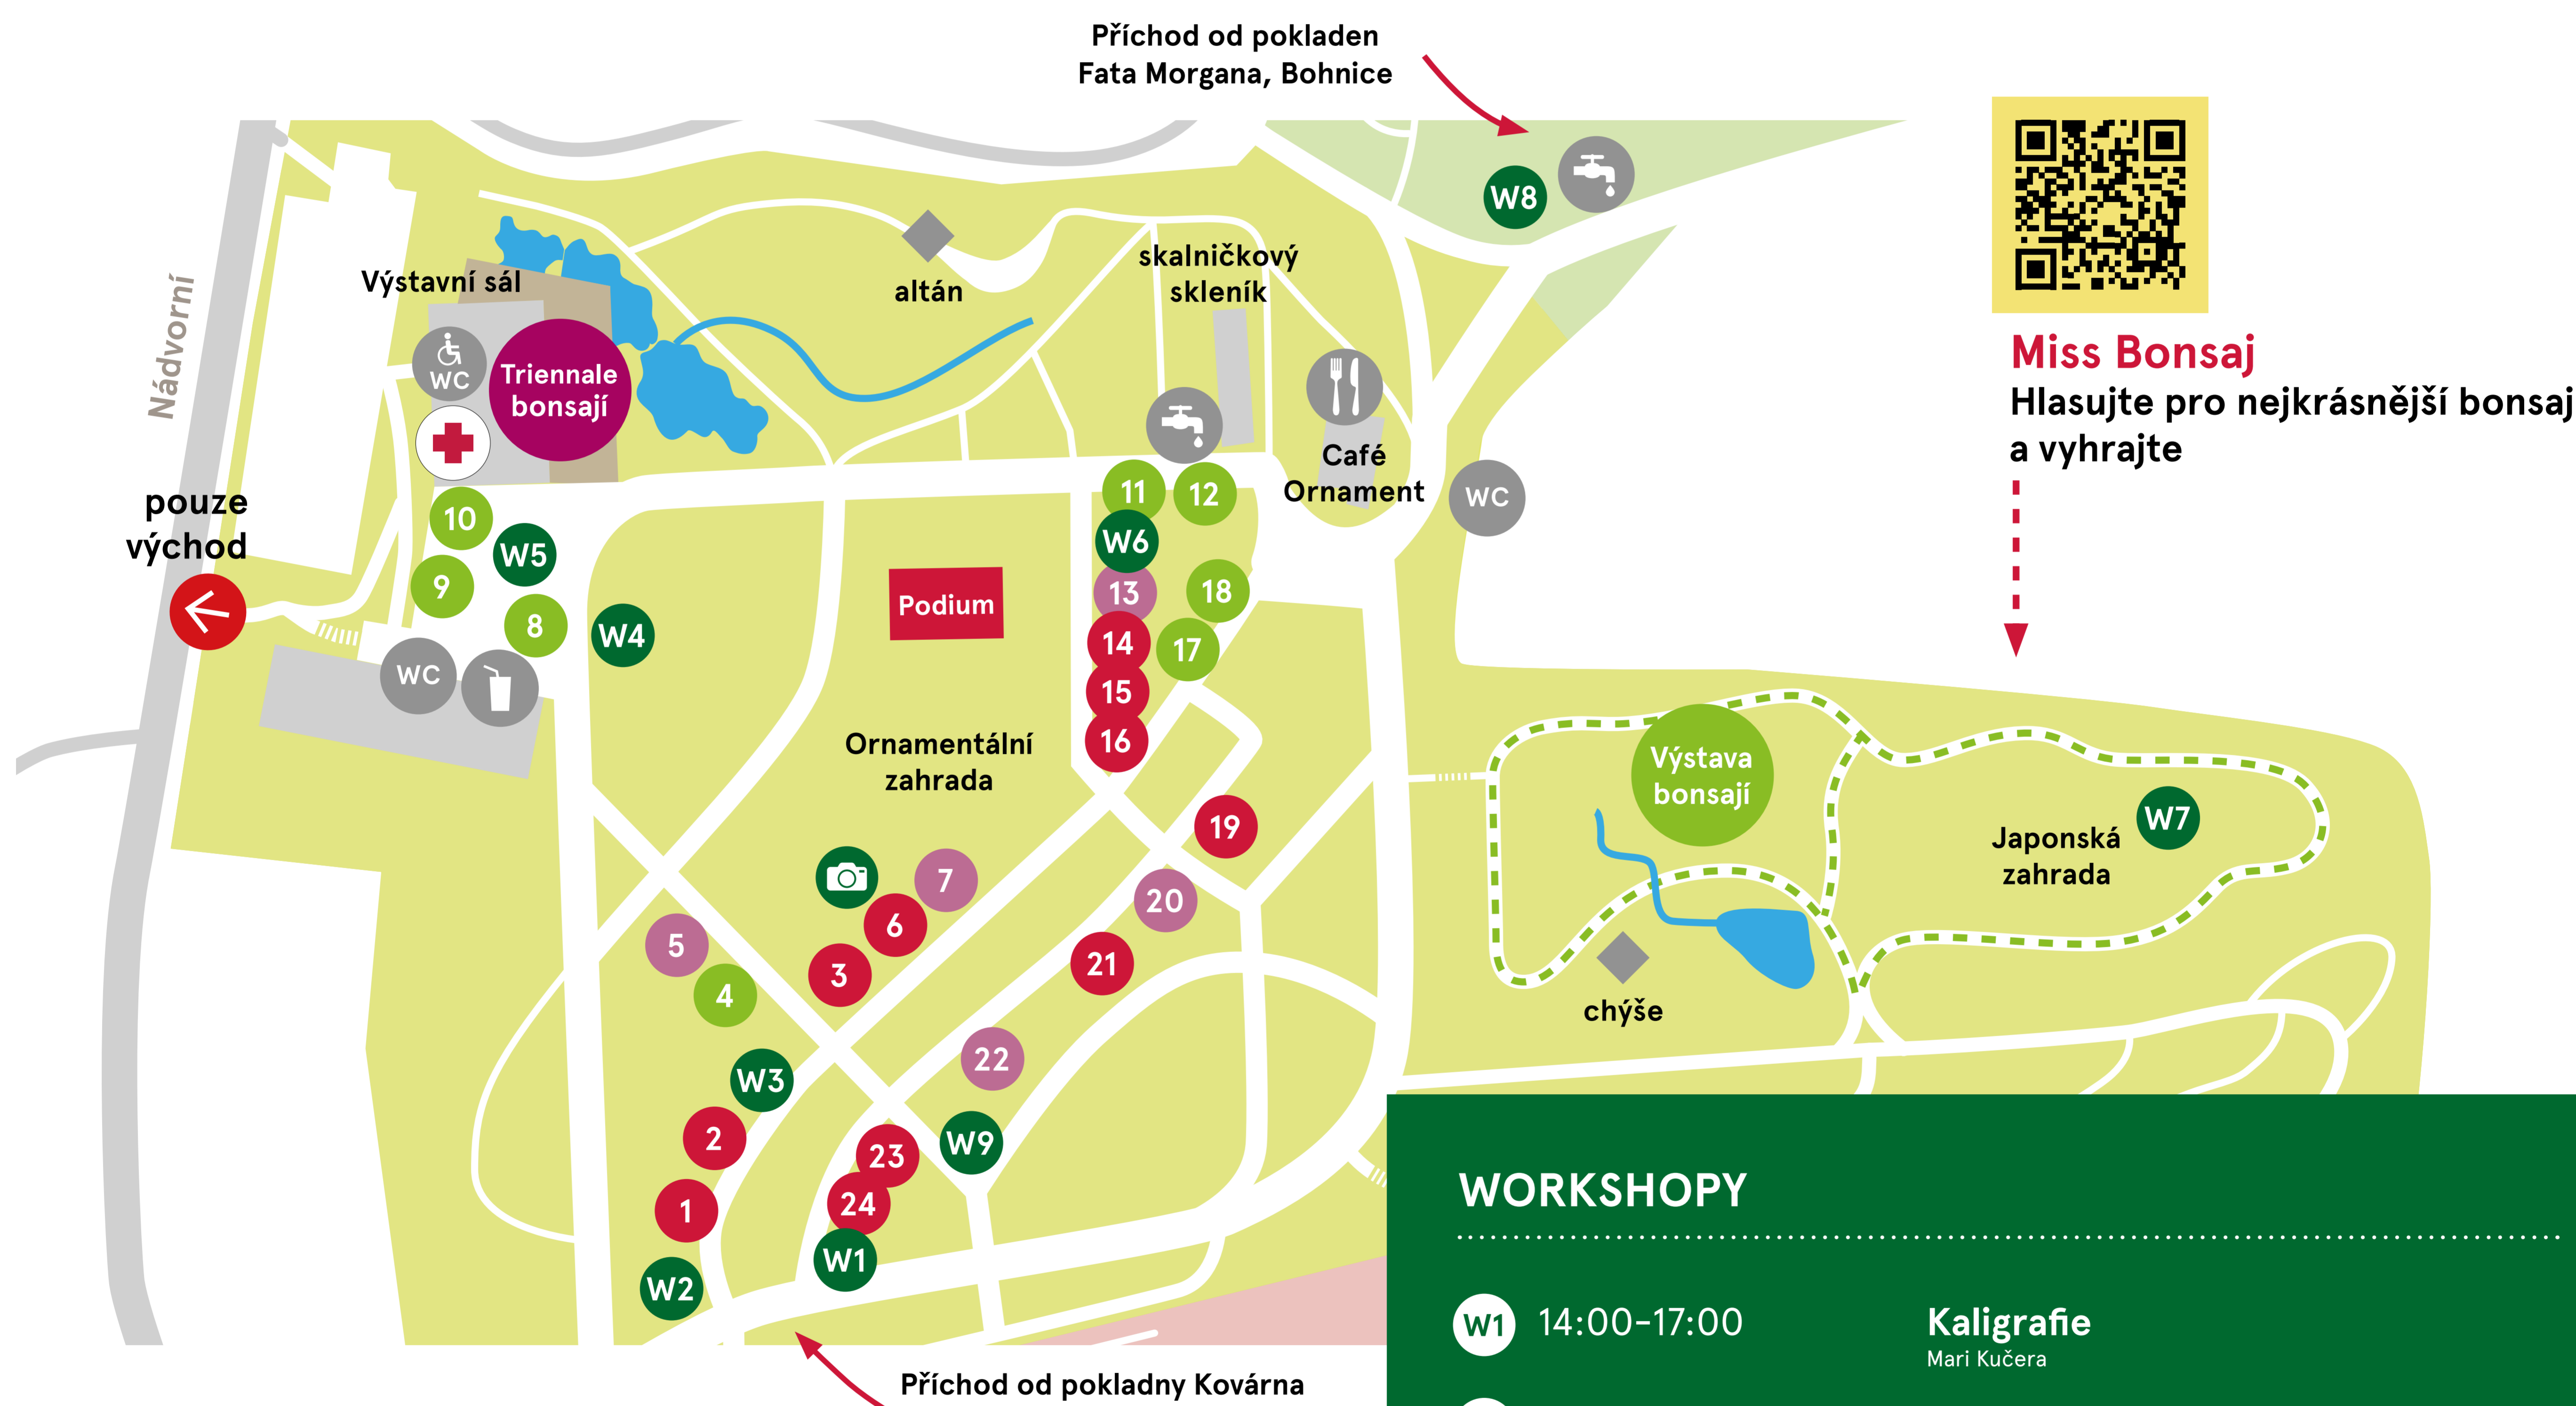 Příchod od pokladen
Fata Morgana, Bohnice
W8
Nádvorní
Výstavní sál
altán
skalničkový
skleník
WC
Triennale
bonsají
Miss Bonsaj
Hlasujte pro nejkrásnější bonsaj
a vyhrajte
Café
Ornament
WC
pouze
východ
10
W5
9
8
W4
WC
Podium
11
12
W6
13
18
14
17
15
16
Ornamentální
zahrada
19
Výstava
bonsají
W7
Japonská
zahrada
7
6
5
4
3
20
21
chýše
22
W3
2
1
W2
23
W9
24
W1
Příchod od pokladny Kovárna
WORKSHOPY
W1 14:00–17:00 Kaligrafie
Mari Kučera